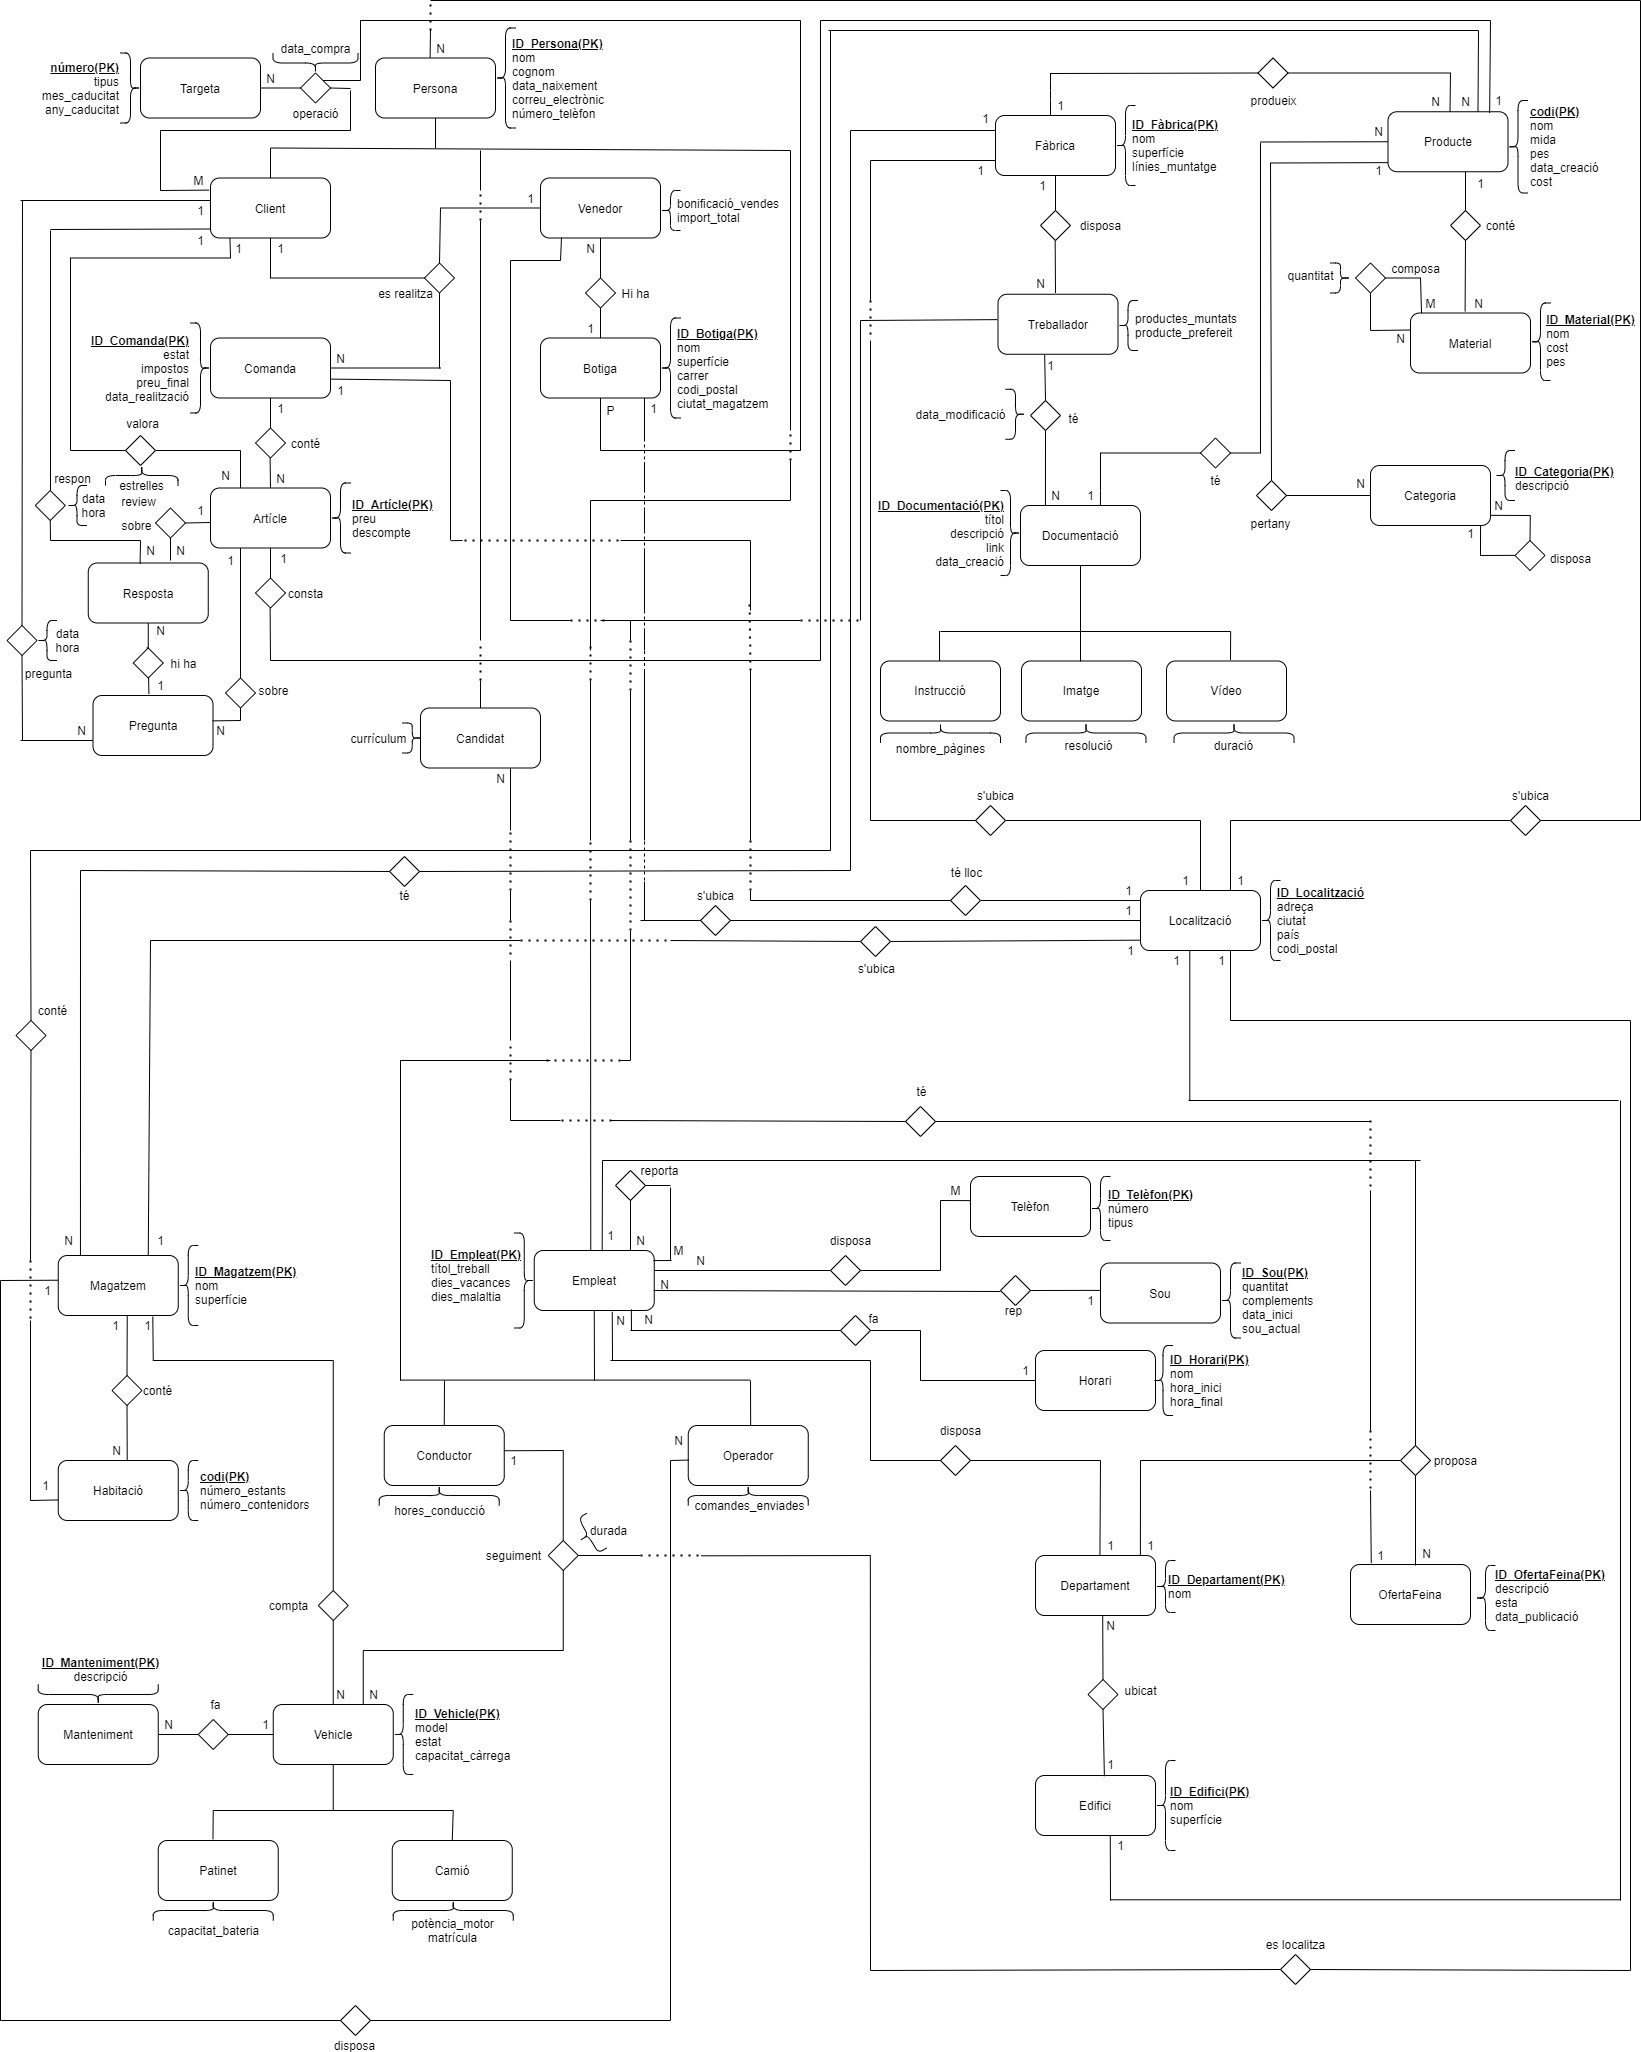 data_compra
N
ID_Persona(PK)
nom
cognom
data_naixement
correu_electrònic
número_telèfon
número(PK)
tipus
mes_caducitat
any_caducitat
Targeta
N
operació
Persona
produeix
1
1
N
N
1
Fàbrica
ID_Fàbrica(PK)
nom
superfície
línies_muntatge
1
1
N
Producte
1
1
codi(PK)
nom
mida
pes
data_creació
cost
M
1
1
Client
1
1
1
Venedor
N
bonificació_vendes
import_total
disposa
conté
es realitza
Hi ha
1
quantitat
composa
M
N
N
N
Treballador
1
productes_muntats
producte_prefereit
Material
ID_Material(PK)
nom
cost
pes
ID_Comanda(PK)
estat
impostos
preu_final
data_realització
Comanda
N
1
1
Botiga
P
1
ID_Botiga(PK)
nom
superfície
carrer
codi_postal
ciutat_magatzem
data_modificació
té
valora
estrelles
review
conté
N
N
té
respon
data
hora
sobre
1
N
N
Artícle
1
1
ID_Artícle(PK)
preu
descompte
N
1
ID_Documentació(PK)
títol
descripció
link
data_creació
Documentació
pertany
N
Categoria
N
1
ID_Categoria(PK)
descripció
disposa
Resposta
N
consta
data
hora
pregunta
hi ha
1
sobre
N
Pregunta
N
Instrucció
Imatge
Vídeo
nombre_pàgines
resolució
duració
currículum
Candidat
N
s'ubica
s'ubica
té
s'ubica
té lloc
1
1
1
1
1
Localització
1
1
ID_Localització
adreça
ciutat
país
codi_postal
s'ubica
conté
té
reporta
N
1
Magatzem
1
1
1
ID_Magatzem(PK)
nom
superfície
ID_Empleat(PK)
títol_treball
dies_vacances
dies_malaltia
1
N
M
Empleat
N
N
N
N
disposa
M
Telèfon
ID_Telèfon(PK)
número
tipus
rep
1
Sou
ID_Sou(PK)
quantitat
complements
data_inici
sou_actual
fa
1
Horari
ID_Horari(PK)
nom
hora_inici
hora_final
conté
N
1
Habitació
codi(PK)
número_estants
número_contenidors
Conductor
1
hores_conducció
N
Operador
comandes_enviades
disposa
proposa
seguiment
durada
1
1
Departament
N
ID_Departament(PK)
nom
1
N
OfertaFeina
ID_OfertaFeina(PK)
descripció
esta
data_publicació
compta
ID_Manteniment(PK)
descripció
Manteniment
N
fa
1
N
N
Vehicle
ID_Vehicle(PK)
model
estat
capacitat_càrrega
ubicat
1
Edifici
1
ID_Edifici(PK)
nom
superfície
Patinet
Camió
capacitat_bateria
potència_motor
matrícula
es localitza
disposa